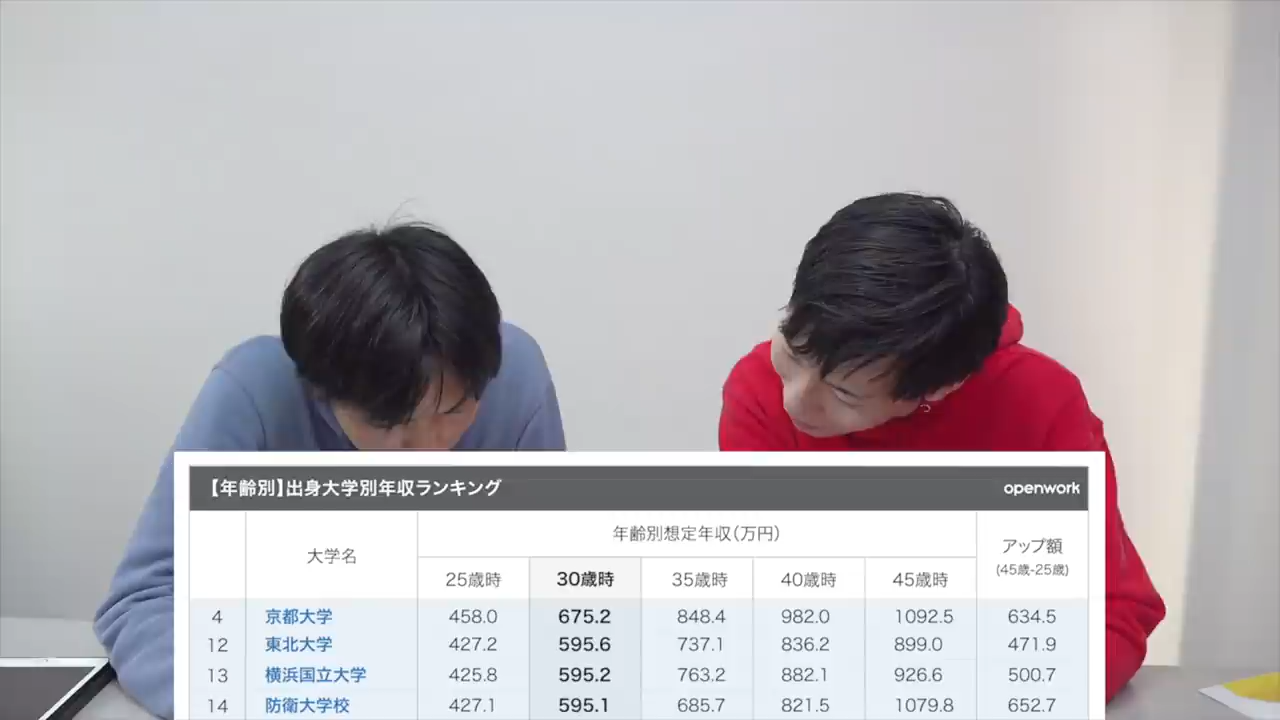 【年齢別】出身大学別年収ランキング openwork
大学名 年齢別想定年収(万円) アップ額
(45歳-25歳)
25歳時 30歳時 35歳時 40歳時 45歳時
4 京都大学 458.0 675.2 848.4 982.0 1092.5 634.5
12 東北大学 427.2 595.6 737.1 836.2 899.0 471.9
13 横浜国立大学 425.8 595.2 763.2 882.1 926.6 500.7
14 防衛大学校 427.1 595.1 685.7 821.5 1079.8 652.7